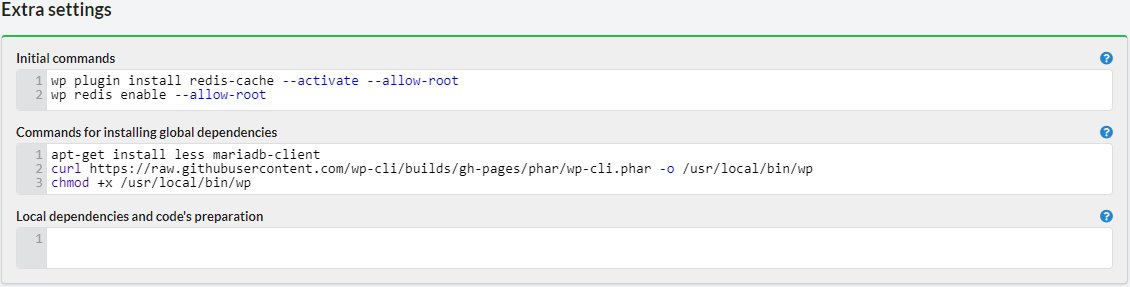 Extra settings
Initial commands
1 wp plugin install redis-cache --activate --allow-root
2 wp redis enable --allow-root
Commands for installing global dependencies
1 apt-get install less mariadb-client
2 curl https://raw.githubusercontent.com/wp-cli/builds/gh-pages/phar/wp-cli.phar -o /usr/local/bin/wp
3 chmod +x /usr/local/bin/wp
Local dependencies and code's preparation
1